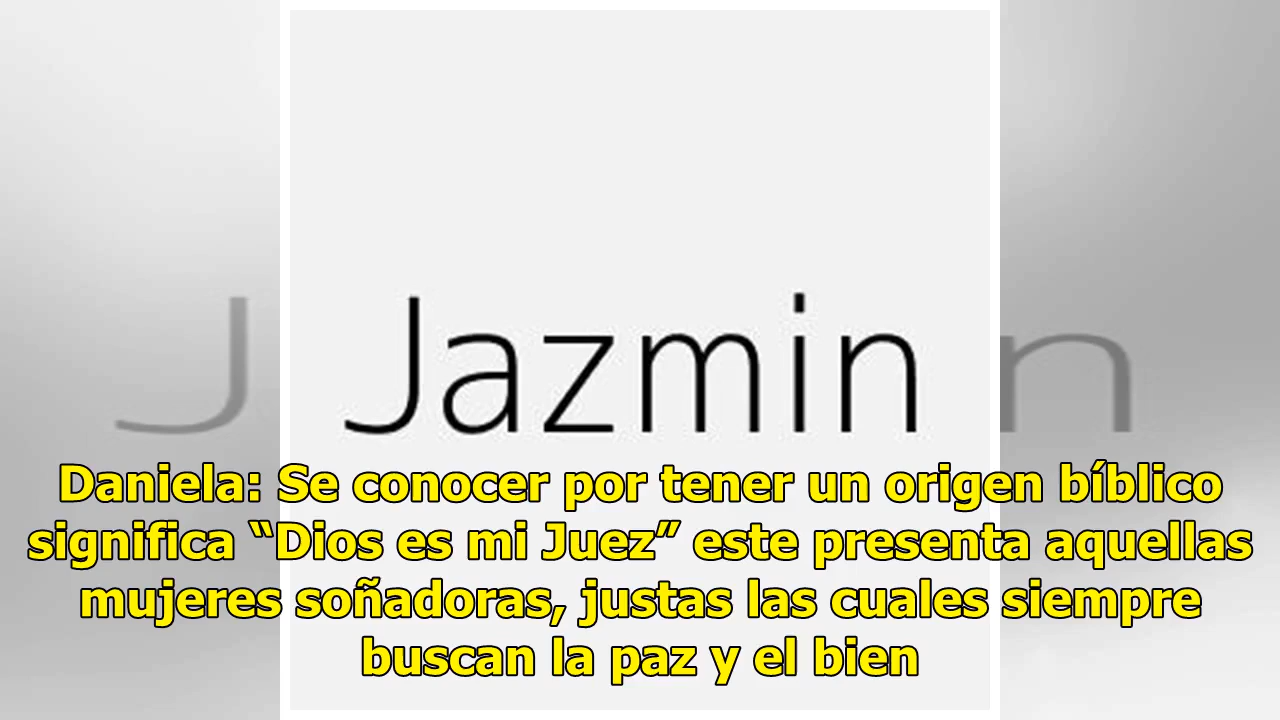 Jazmin
Daniela: Se conocer por tener un origen bíblico
significa “Dios es mi Juez” este presenta aquellas
mujeres soñadoras, justas las cuales siempre
buscan la paz y el bien